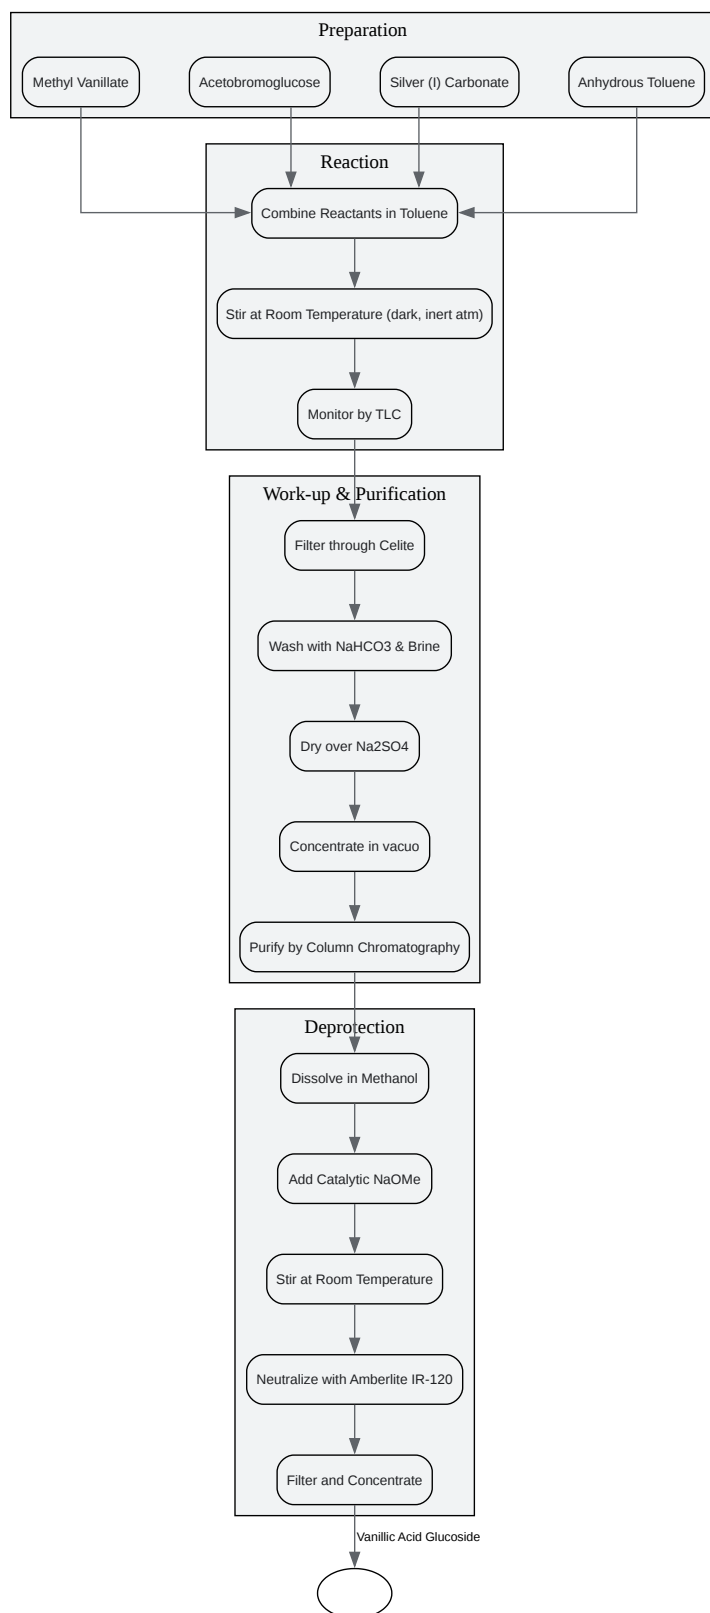 Preparation
Methyl Vanillate
Acetobromoglucose
Silver (I) Carbonate
Anhydrous Toluene
Reaction
Combine Reactants in Toluene
Stir at Room Temperature (dark, inert atm)
Monitor by TLC
Work-up & Purification
Filter through Celite
Wash with NaHCO3 & Brine
Dry over Na2SO4
Concentrate in vacuo
Purify by Column Chromatography
Deprotection
Dissolve in Methanol
Add Catalytic NaOMe
Stir at Room Temperature
Neutralize with Amberlite IR-120
Filter and Concentrate
Vanillic Acid Glucoside